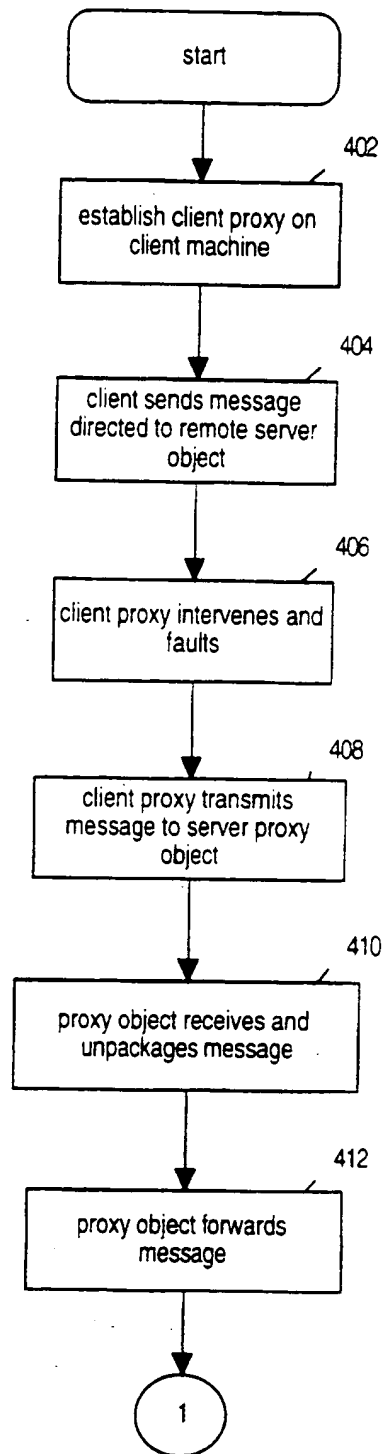 start
402
establish client proxy on
client machine
404
client sends message
directed to remote server
object
406
client proxy intervenes and
faults
408
client proxy transmits
message to server proxy
object
410
proxy object receives and
unpackages message
412
proxy object forwards
message
1